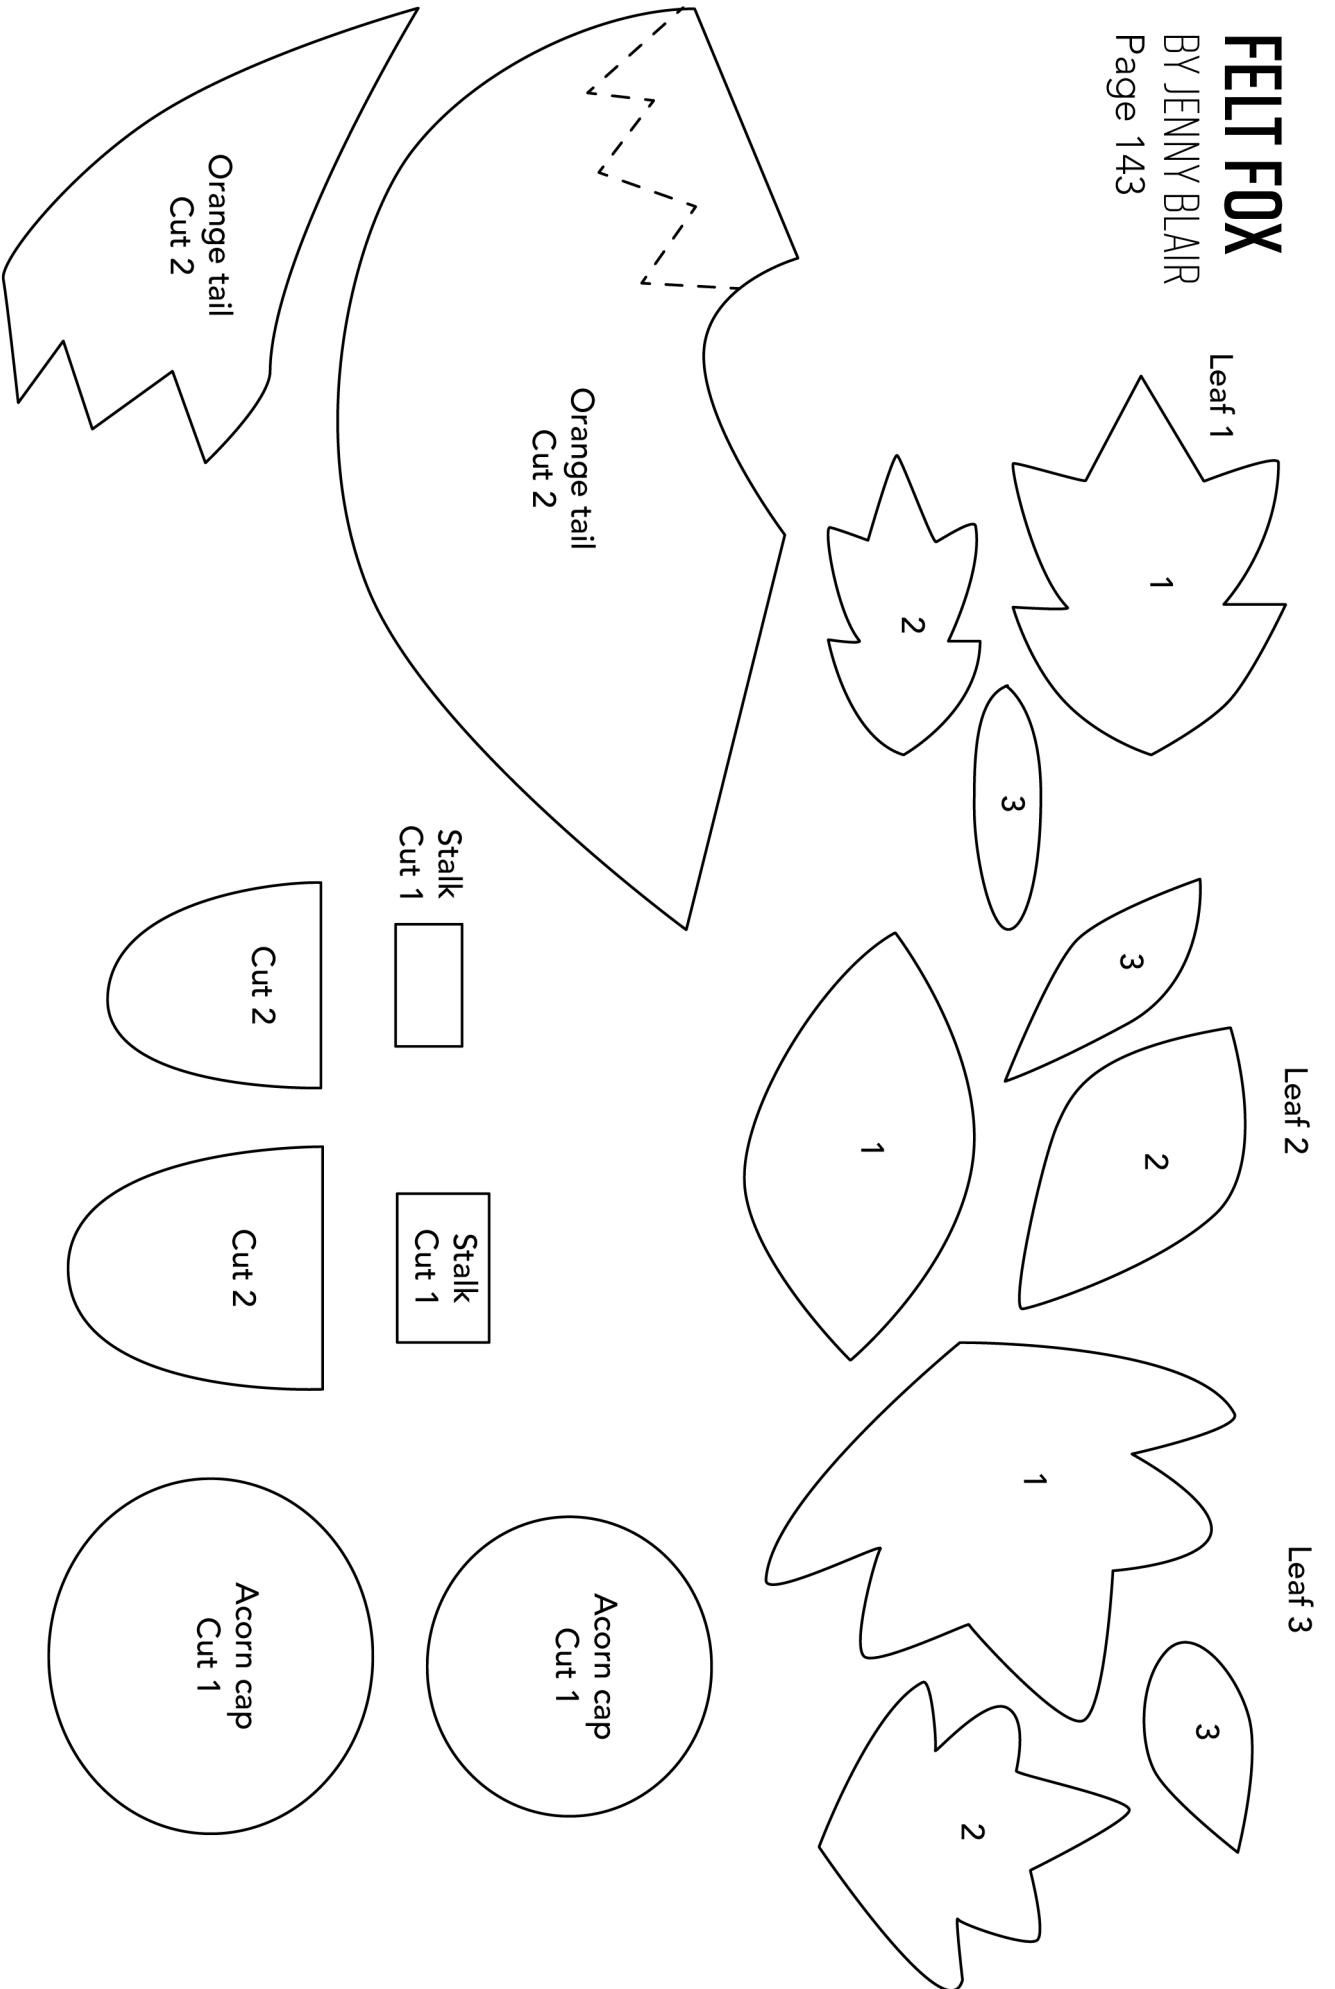 FELT FOX
BY JENNY BLAIR
Page 143
Leaf 1
1
2
3
Leaf 2
3
2
1
Leaf 3
1
3
2
Orange tail
Cut 2
Orange tail
Cut 2
Stalk
Cut 1
Cut 2
Stalk
Cut 1
Cut 2
Acorn cap
Cut 1
Acorn cap
Cut 1